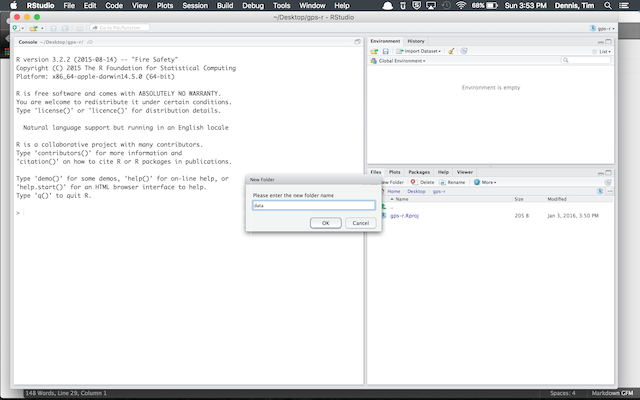 RStudio File Edit Code View Plots Session Build Debug Tools Window Help 68% Sun 3:53 PM Dennis, Tim
~/Desktop/gps-r - RStudio
Go to file/function gps-r
Console ~/Desktop/gps-r/
R version 3.2.2 (2015-08-14) -- "Fire Safety"
Copyright (C) 2015 The R Foundation for Statistical Computing
Platform: x86_64-apple-darwin14.5.0 (64-bit)
R is free software and comes with ABSOLUTELY NO WARRANTY.
You are welcome to redistribute it under certain conditions.
Type 'license()' or 'licence()' for distribution details.
Natural language support but running in an English locale
R is a collaborative project with many contributors.
Type 'contributors()' for more information and
'citation()' on how to cite R or R packages in publications.
Type 'demo()' for some demos, 'help()' for on-line help, or
'help.start()' for an HTML browser interface to help.
Type 'q()' to quit R.
>
Environment History
Import Dataset List
Global Environment
Environment is empty
New Folder
Please enter the new folder name
data
OK Cancel
Files Plots Packages Help Viewer
New Folder Delete Rename More
Home Desktop gps-r
Name Size Modified
..
gps-r.Rproj 205 B Jan 3, 2016, 3:50 PM
148 Words, Line 29, Column 1 Spaces: 4 Markdown GFM